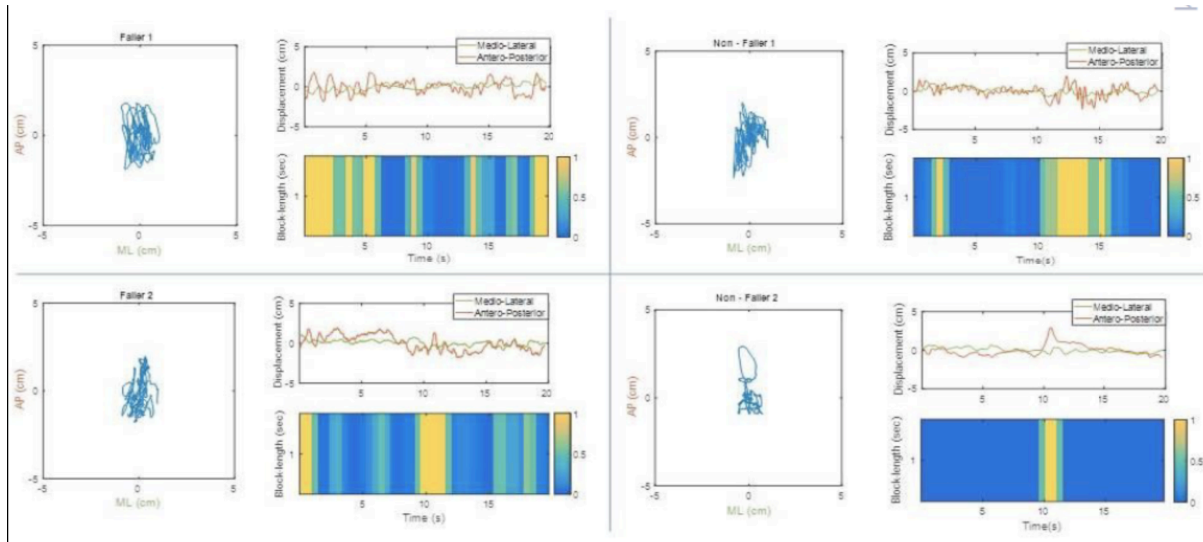 Faller 1
5
0
-5
-5
0
5
AP (cm)
ML (cm)
Medio-Lateral
Antero-Posterior
Displacement (cm)
5
0
-5
5
10
15
20
Block-length (sec)
1
5
10
15
Time (s)
1
0.5
0
Non - Faller 1
5
0
-5
-5
0
5
AP (cm)
ML (cm)
Medio-Lateral
Antero-Posterior
Displacement (cm)
5
0
-5
5
10
15
20
Block-length (sec)
1
5
10
15
Time(s)
1
0.5
0
Faller 2
5
0
-5
-5
0
5
AP (cm)
ML (cm)
Medio-Lateral
Antero-Posterior
Displacement (cm)
5
0
-5
5
10
15
20
Block-length (sec)
1
5
10
15
Time (s)
1
0.5
0
Non - Faller 2
5
0
-5
-5
0
5
AP (cm)
ML (cm)
Medio-Lateral
Antero-Posterior
Displacement (cm)
5
0
-5
5
10
15
20
Block-length (sec)
1
5
10
15
Time(s)
1
0.5
0